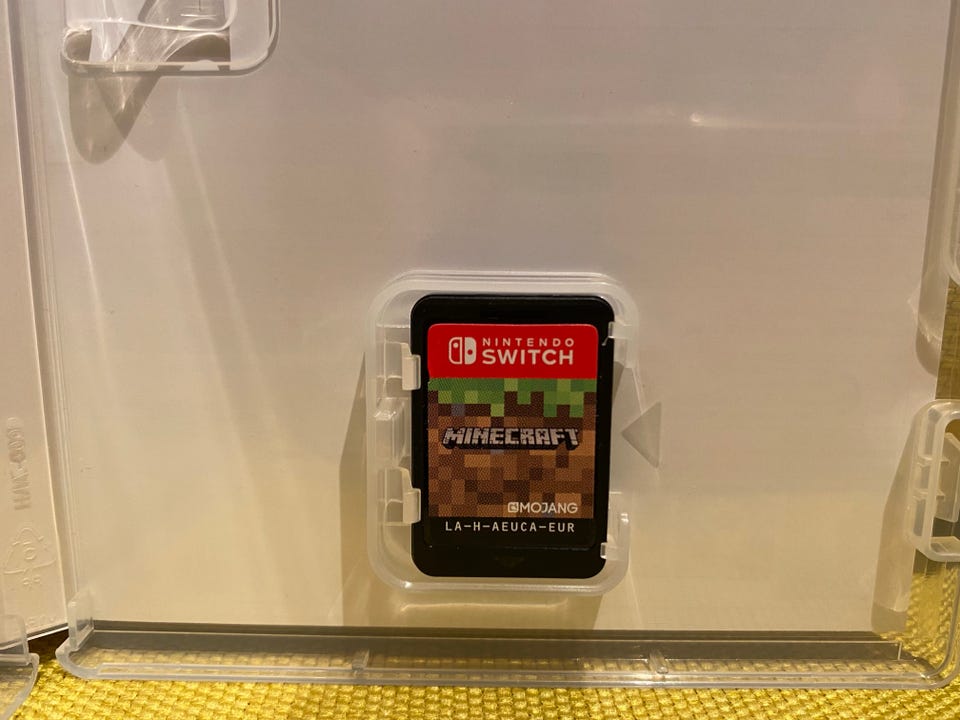 NINTENDO
SWITCH
MINECRAFT
MOJANG
LA-H-AEUCA-EUR